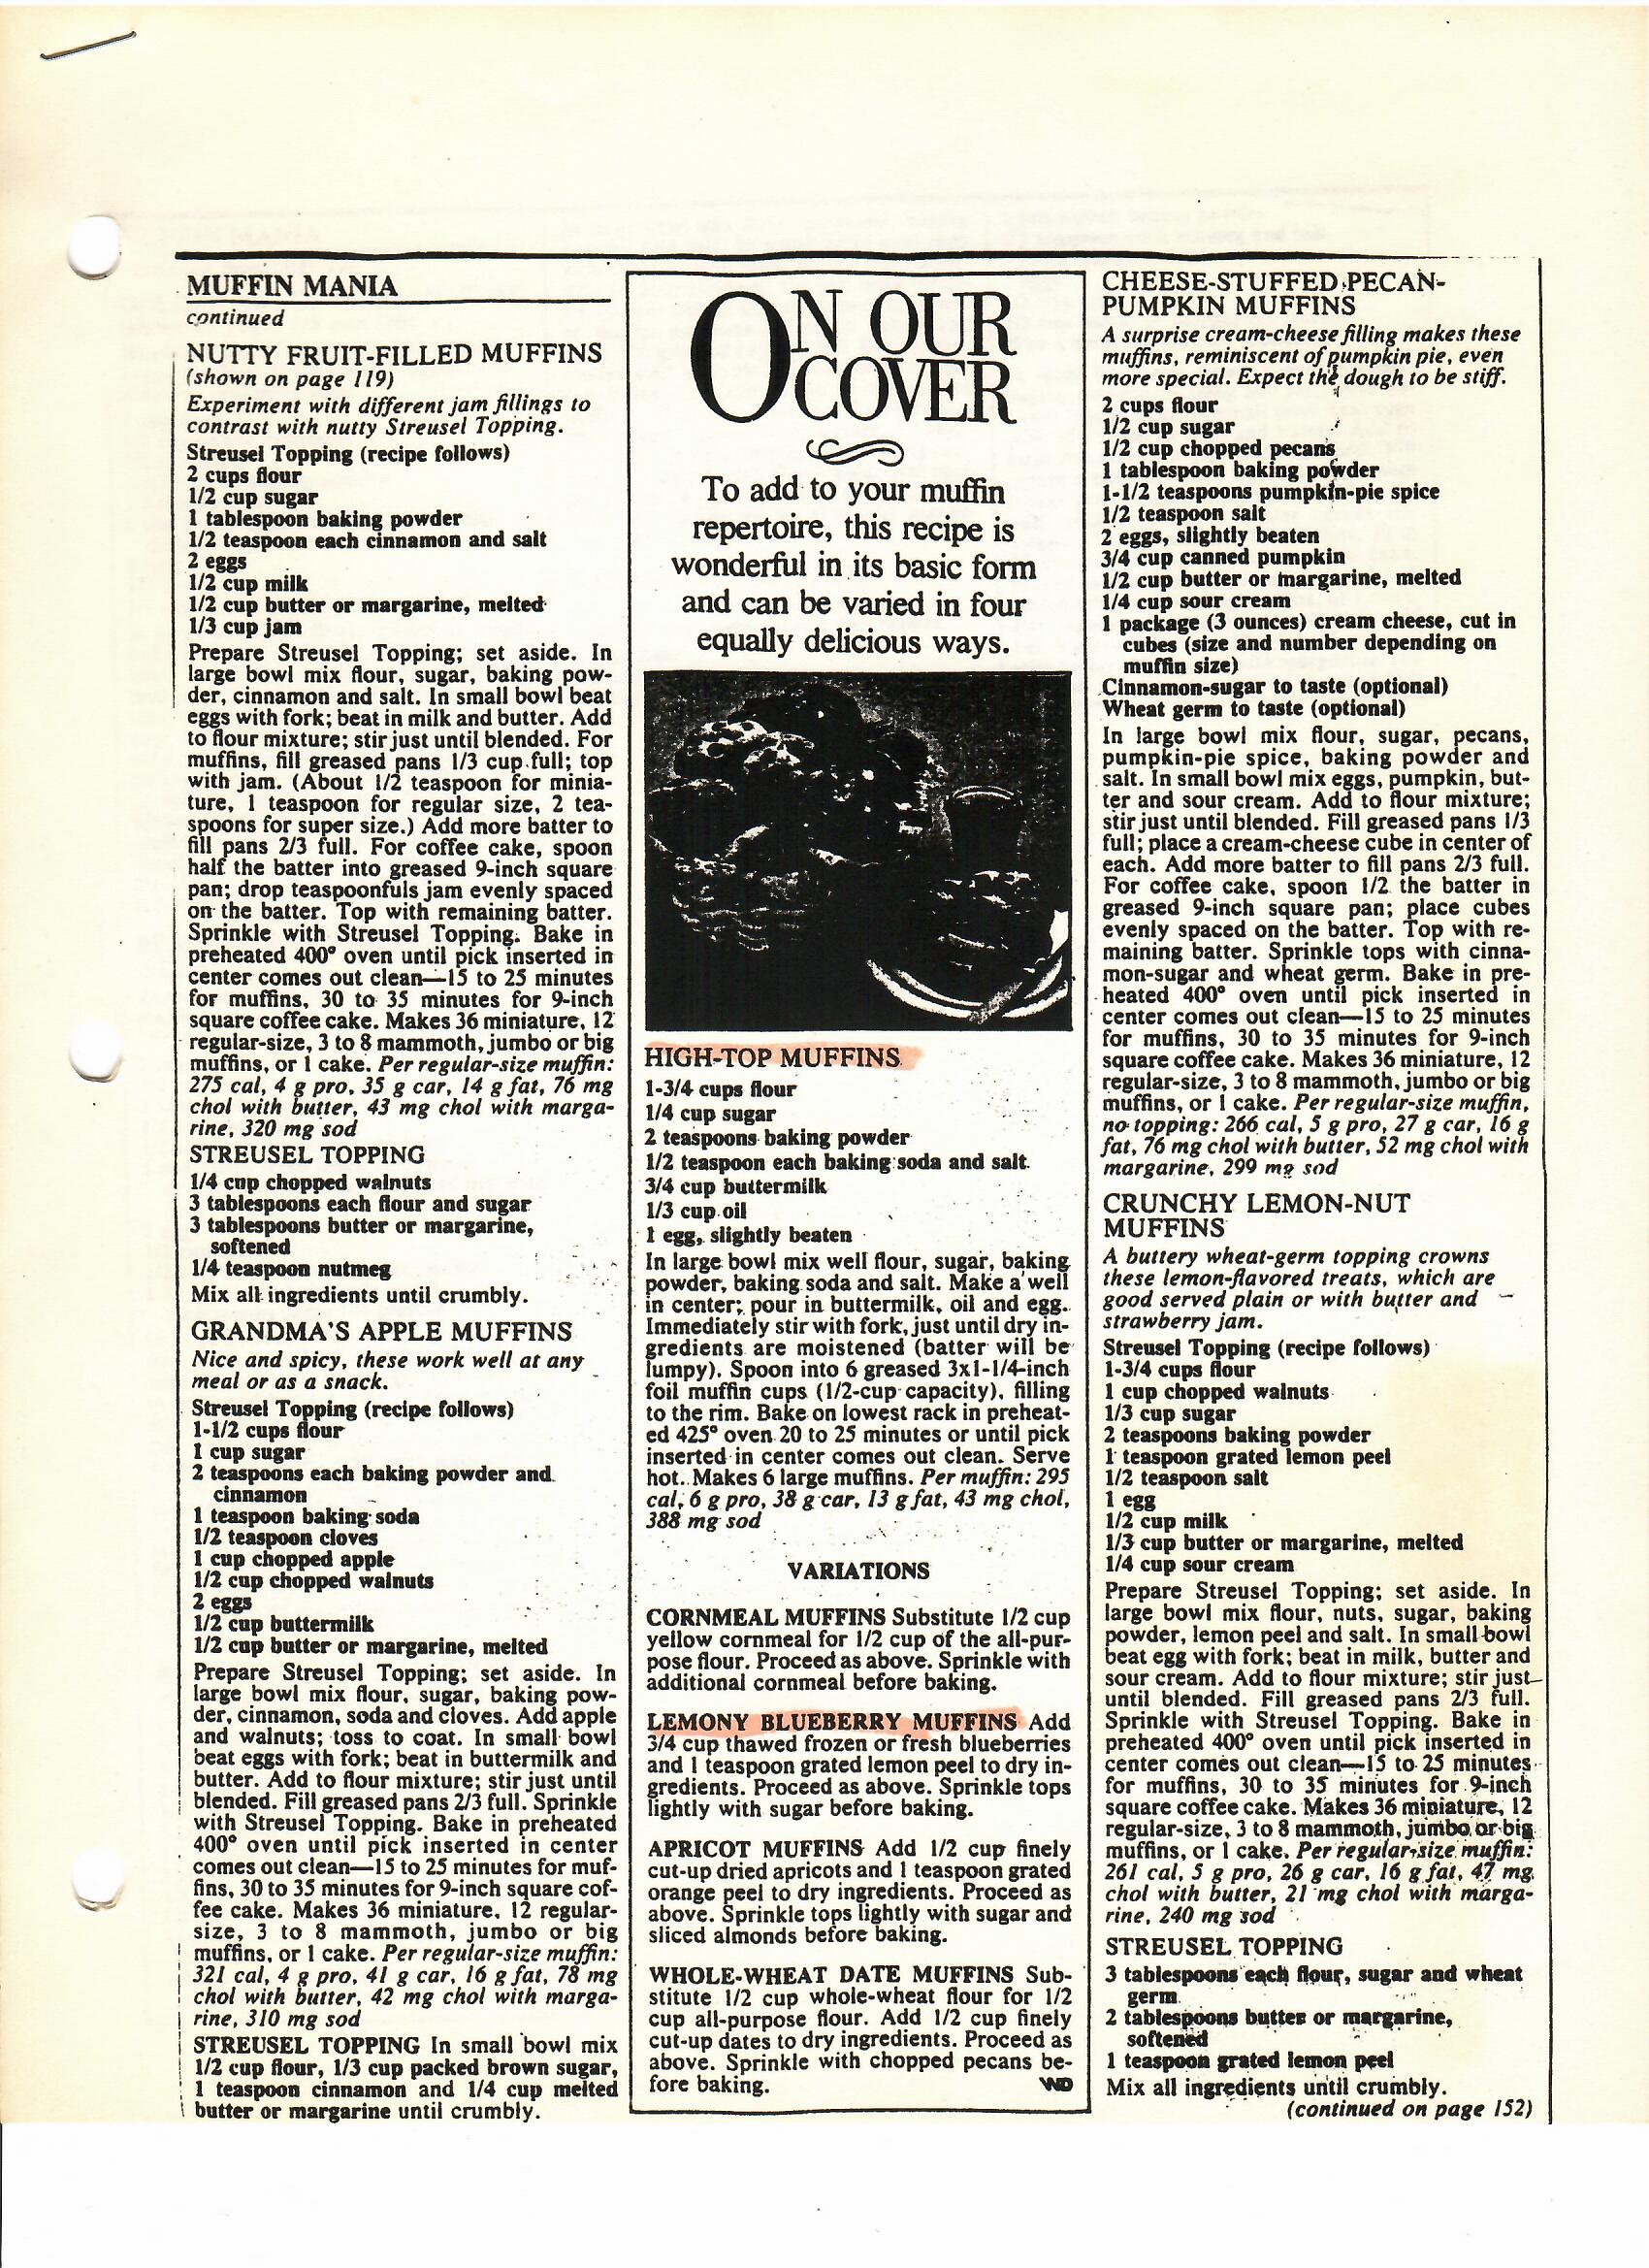 MUFFIN MANIA
continued
NUTTY FRUIT-FILLED MUFFINS
(shown on page 119)
Experiment with different jam fillings to
contrast with nutty Streusel Topping.
Streusel Topping (recipe follows)
2 cups flour
1/2 cup sugar
1 tablespoon baking powder
1/2 teaspoon each cinnamon and salt
2 eggs
1/2 cup milk
1/2 cup butter or margarine, melted
1/3 cup jam
Prepare Streusel Topping; set aside. In
large bowl mix flour, sugar, baking pow-
der, cinnamon and salt. In small bowl beat
eggs with fork; beat in milk and butter. Add
to flour mixture; stir just until blended. For
muffins, fill greased pans 1/3 cup full; top
with jam. (About 1/2 teaspoon for minia-
ture, 1 teaspoon for regular size, 2 tea-
spoons for super size.) Add more batter to
fill pans 2/3 full. For coffee cake, spoon
half the batter into greased 9-inch square
pan; drop teaspoonfuls jam evenly spaced
on the batter. Top with remaining batter.
Sprinkle with Streusel Topping. Bake in
preheated 400° oven until pick inserted in
center comes out clean—15 to 25 minutes
for muffins, 30 to 35 minutes for 9-inch
square coffee cake. Makes 36 miniature, 12
regular-size, 3 to 8 mammoth, jumbo or big
muffins, or 1 cake. Per regular-size muffin:
275 cal, 4 g pro, 35 g car, 14 g fat, 76 mg
chol with butter, 43 mg chol with marga-
rine, 320 mg sod
STREUSEL TOPPING
1/4 cup chopped walnuts
3 tablespoons each flour and sugar
3 tablespoons butter or margarine,
softened
1/4 teaspoon nutmeg
Mix all ingredients until crumbly.
GRANDMA'S APPLE MUFFINS
Nice and spicy, these work well at any
meal or as a snack.
Streusel Topping (recipe follows)
1-1/2 cups flour
1 cup sugar
2 teaspoons each baking powder and
cinnamon
1 teaspoon baking soda
1/2 teaspoon cloves
1 cup chopped apple
1/2 cup chopped walnuts
2 eggs
1/2 cup buttermilk
1/2 cup butter or margarine, melted
Prepare Streusel Topping; set aside. In
large bowl mix flour, sugar, baking pow-
der, cinnamon, soda and cloves. Add apple
and walnuts; toss to coat. In small bowl
beat eggs with fork; beat in buttermilk and
butter. Add to flour mixture; stir just until
blended. Fill greased pans 2/3 full. Sprinkle
with Streusel Topping. Bake in preheated
400° oven until pick inserted in center
comes out clean—15 to 25 minutes for muf-
fins, 30 to 35 minutes for 9-inch square cof-
fee cake. Makes 36 miniature, 12 regular-
size, 3 to 8 mammoth, jumbo or big
muffins, or 1 cake. Per regular-size muffin:
321 cal, 4 g pro, 41 g car, 16 g fat, 78 mg
chol with butter, 42 mg chol with marga-
rine, 310 mg sod
STREUSEL TOPPING In small bowl mix
1/2 cup flour, 1/3 cup packed brown sugar,
1 teaspoon cinnamon and 1/4 cup melted
butter or margarine until crumbly.
ON OUR
COVER
To add to your muffin
repertoire, this recipe is
wonderful in its basic form
and can be varied in four
equally delicious ways.
HIGH-TOP MUFFINS
1-3/4 cups flour
1/4 cup sugar
2 teaspoons baking powder
1/2 teaspoon each baking soda and salt
3/4 cup buttermilk
1/3 cup oil
1 egg, slightly beaten
In large bowl mix well flour, sugar, baking
powder, baking soda and salt. Make a well
in center; pour in buttermilk, oil and egg.
Immediately stir with fork, just until dry in-
gredients are moistened (batter will be
lumpy). Spoon into 6 greased 3x1-1/4-inch
foil muffin cups (1/2-cup capacity), filling
to the rim. Bake on lowest rack in preheat-
ed 425° oven 20 to 25 minutes or until pick
inserted in center comes out clean. Serve
hot. Makes 6 large muffins. Per muffin: 295
cal, 6 g pro, 38 g car, 13 g fat, 43 mg chol,
388 mg sod
VARIATIONS
CORNMEAL MUFFINS Substitute 1/2 cup
yellow cornmeal for 1/2 cup of the all-pur-
pose flour. Proceed as above. Sprinkle with
additional cornmeal before baking.
LEMONY BLUEBERRY MUFFINS Add
3/4 cup thawed frozen or fresh blueberries
and 1 teaspoon grated lemon peel to dry in-
gredients. Proceed as above. Sprinkle tops
lightly with sugar before baking.
APRICOT MUFFINS Add 1/2 cup finely
cut-up dried apricots and 1 teaspoon grated
orange peel to dry ingredients. Proceed as
above. Sprinkle tops lightly with sugar and
sliced almonds before baking.
WHOLE-WHEAT DATE MUFFINS Sub-
stitute 1/2 cup whole-wheat flour for 1/2
cup all-purpose flour. Add 1/2 cup finely
cut-up dates to dry ingredients. Proceed as
above. Sprinkle with chopped pecans be-
fore baking. WD
CHEESE-STUFFED PECAN-
PUMPKIN MUFFINS
A surprise cream-cheese filling makes these
muffins, reminiscent of pumpkin pie, even
more special. Expect the dough to be stiff.
2 cups flour
1/2 cup sugar
1/2 cup chopped pecans
1 tablespoon baking powder
1-1/2 teaspoons pumpkin-pie spice
1/2 teaspoon salt
2 eggs, slightly beaten
3/4 cup canned pumpkin
1/2 cup butter or margarine, melted
1/4 cup sour cream
1 package (3 ounces) cream cheese, cut in
cubes (size and number depending on
muffin size)
Cinnamon-sugar to taste (optional)
Wheat germ to taste (optional)
In large bowl mix flour, sugar, pecans,
pumpkin-pie spice, baking powder and
salt. In small bowl mix eggs, pumpkin, but-
ter and sour cream. Add to flour mixture;
stir just until blended. Fill greased pans 1/3
full; place a cream-cheese cube in center of
each. Add more batter to fill pans 2/3 full.
For coffee cake, spoon 1/2 the batter in
greased 9-inch square pan; place cubes
evenly spaced on the batter. Top with re-
maining batter. Sprinkle tops with cinna-
mon-sugar and wheat germ. Bake in pre-
heated 400° oven until pick inserted in
center comes out clean—15 to 25 minutes
for muffins, 30 to 35 minutes for 9-inch
square coffee cake. Makes 36 miniature, 12
regular-size, 3 to 8 mammoth, jumbo or big
muffins, or 1 cake. Per regular-size muffin,
no topping: 266 cal, 5 g pro, 27 g car, 16 g
fat, 76 mg chol with butter, 52 mg chol with
margarine, 299 mg sod
CRUNCHY LEMON-NUT
MUFFINS
A buttery wheat-germ topping crowns
these lemon-flavored treats, which are
good served plain or with butter and
strawberry jam.
Streusel Topping (recipe follows)
1-3/4 cups flour
1 cup chopped walnuts
1/3 cup sugar
2 teaspoons baking powder
1 teaspoon grated lemon peel
1/2 teaspoon salt
1 egg
1/2 cup milk
1/3 cup butter or margarine, melted
1/4 cup sour cream
Prepare Streusel Topping; set aside. In
large bowl mix flour, nuts, sugar, baking
powder, lemon peel and salt. In small bowl
beat egg with fork; beat in milk, butter and
sour cream. Add to flour mixture; stir just
until blended. Fill greased pans 2/3 full.
Sprinkle with Streusel Topping. Bake in
preheated 400° oven until pick inserted in
center comes out clean—15 to 25 minutes
for muffins, 30 to 35 minutes for 9-inch
square coffee cake. Makes 36 miniature, 12
regular-size, 3 to 8 mammoth, jumbo or big
muffins, or 1 cake. Per regular-size muffin:
261 cal, 5 g pro, 26 g car, 16 g fat, 47 mg
chol with butter, 21 mg chol with marga-
rine, 240 mg sod
STREUSEL TOPPING
3 tablespoons each flour, sugar and wheat
germ
2 tablespoons butter or margarine,
softened
1 teaspoon grated lemon peel
Mix all ingredients until crumbly.
(continued on page 152)